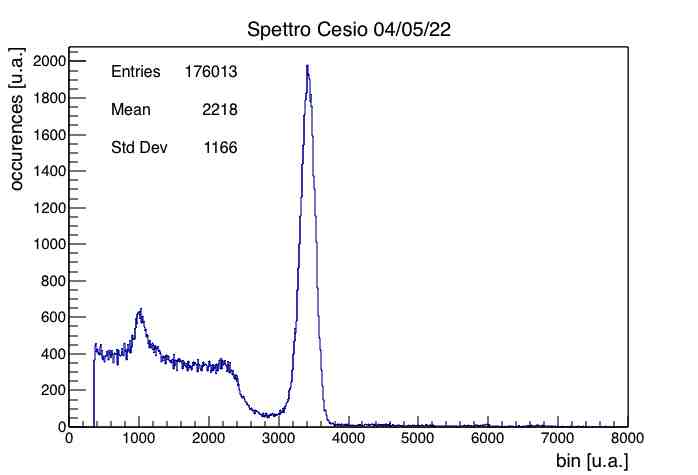 Spettro Cesio 04/05/22
occurences [u.a.]
Entries 176013
Mean 2218
Std Dev 1166
2000
1800
1600
1400
1200
1000
800
600
400
200
0
0 1000 2000 3000 4000 5000 6000 7000 8000
bin [u.a.]